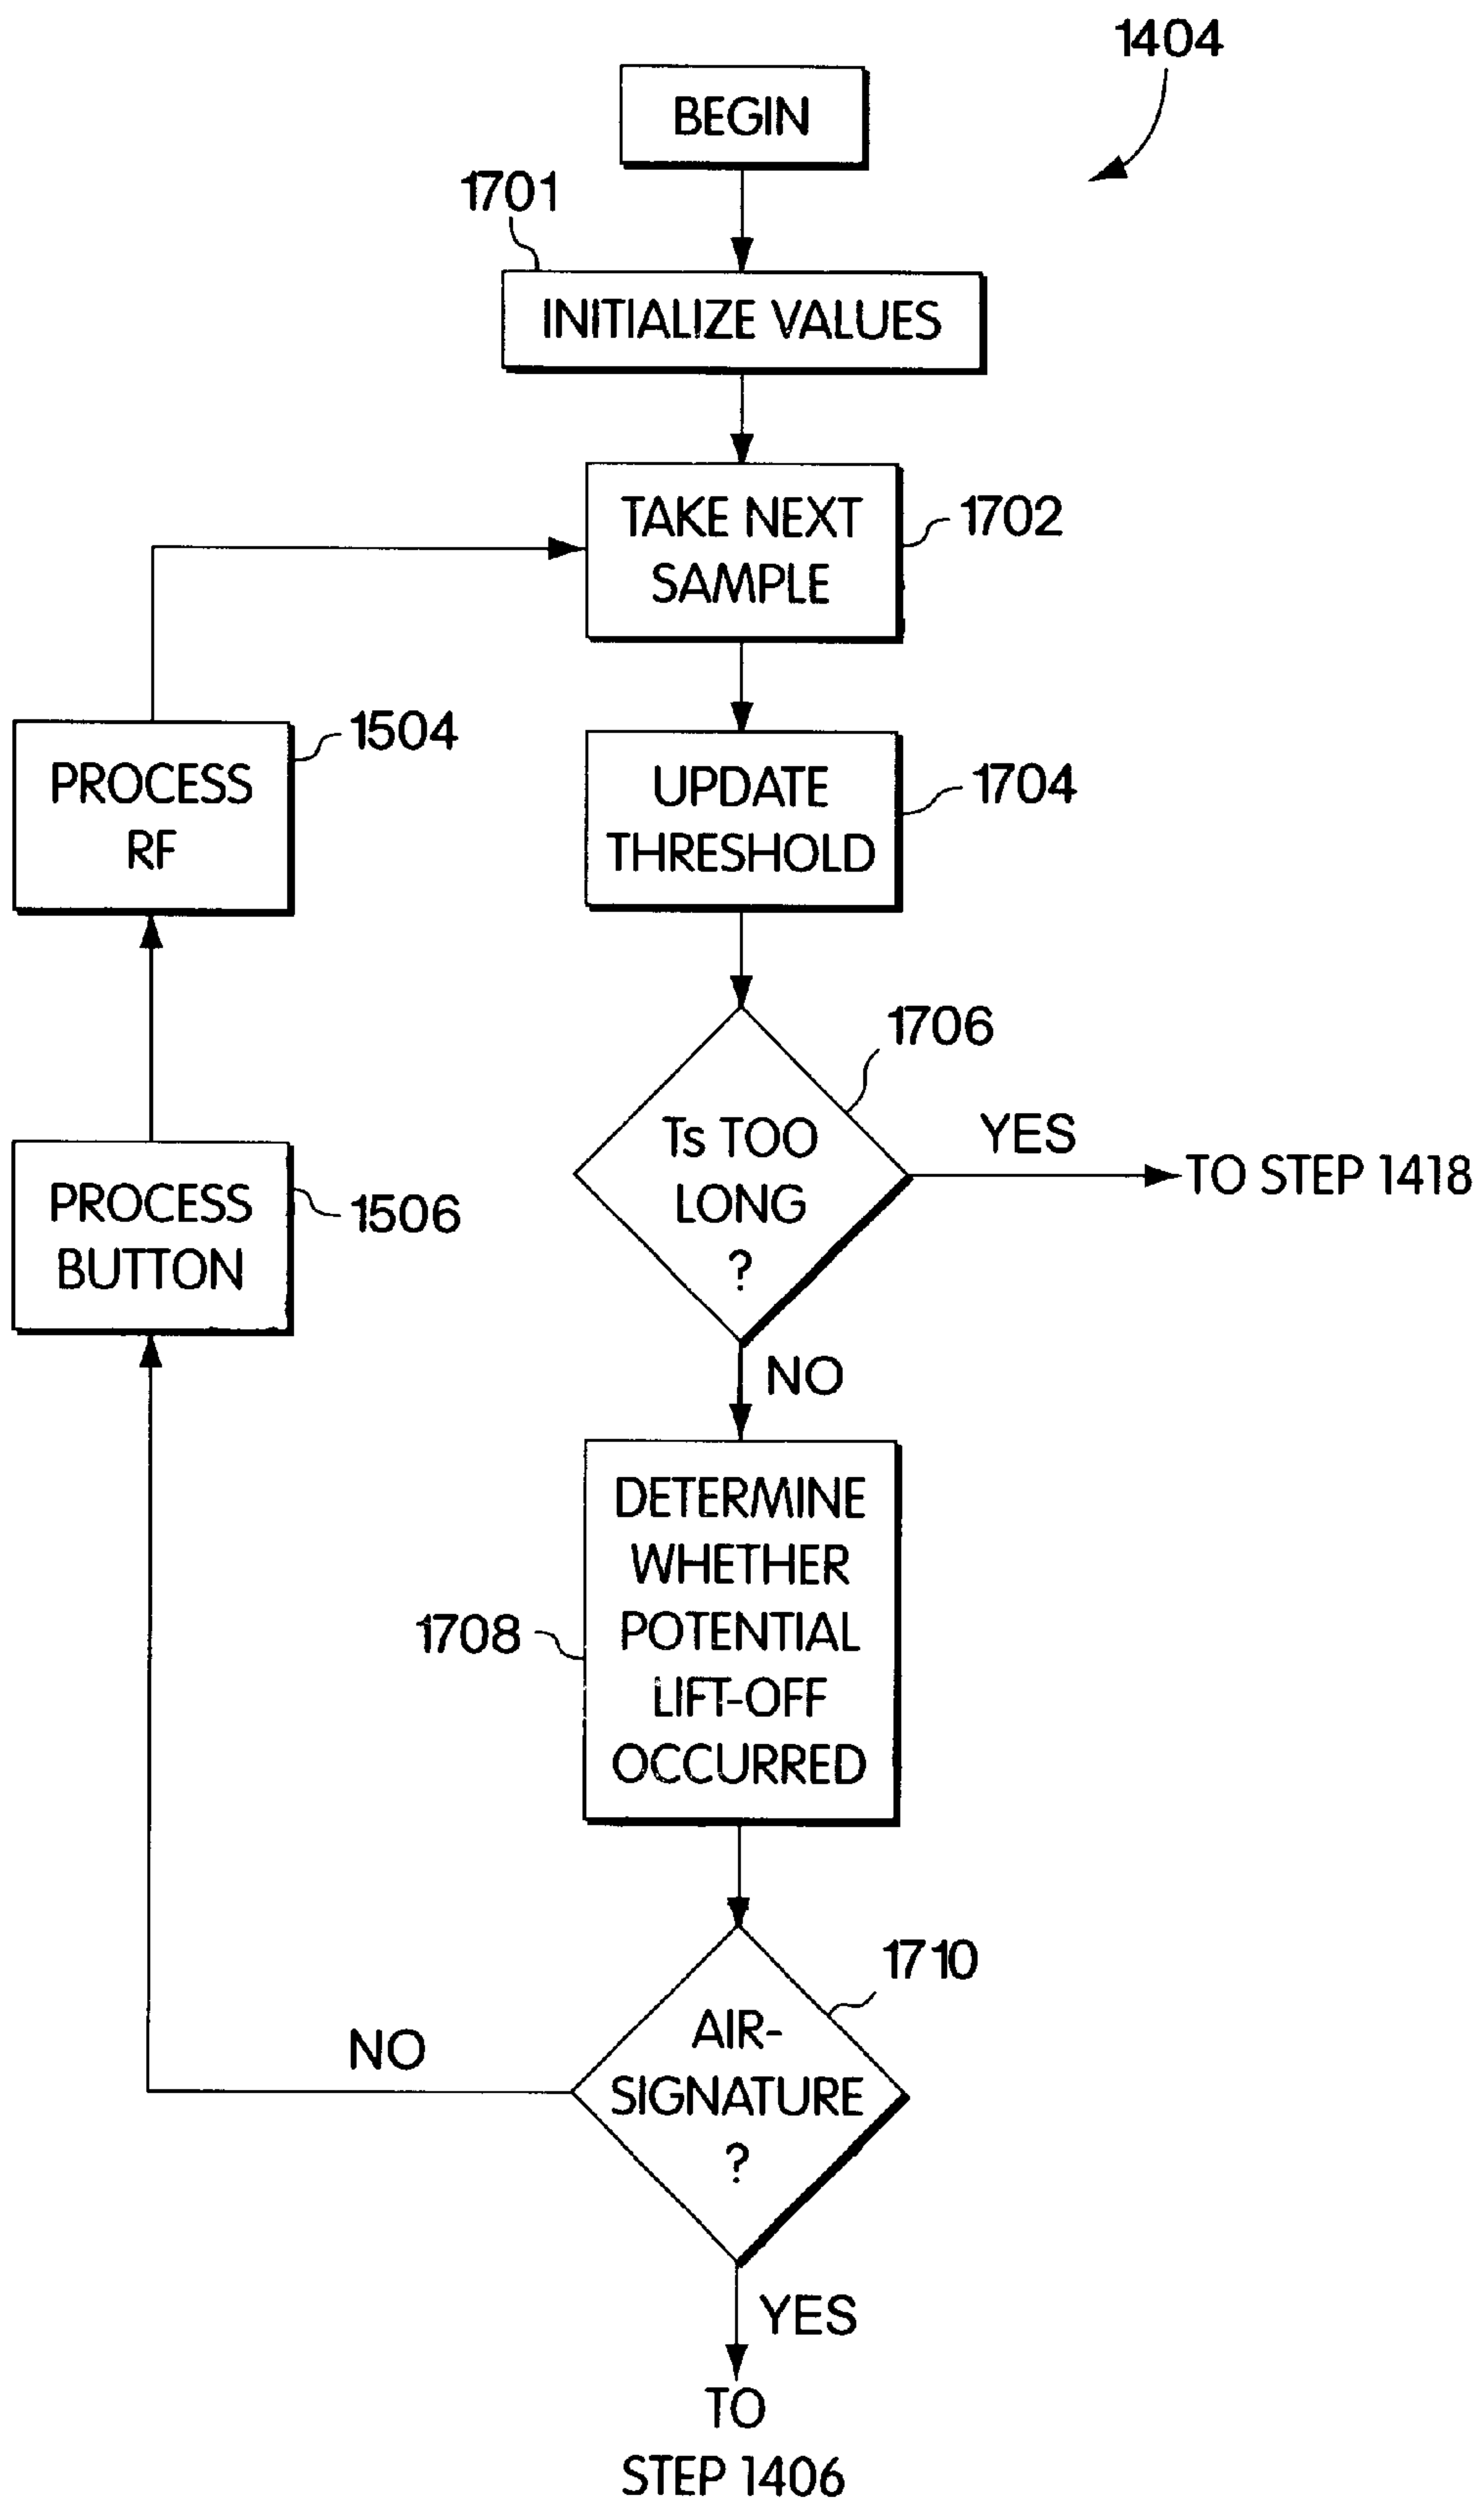 1404
BEGIN
1701
INITIALIZE VALUES
TAKE NEXT
SAMPLE
1702
1504
PROCESS
RF
UPDATE
THRESHOLD
1704
1706
Ts TOO
LONG
?
YES
TO STEP 1418
PROCESS
BUTTON
1506
NO
DETERMINE
WHETHER
POTENTIAL
LIFT-OFF
OCCURRED
1708
1710
AIR-
SIGNATURE
?
NO
YES
TO
STEP 1406